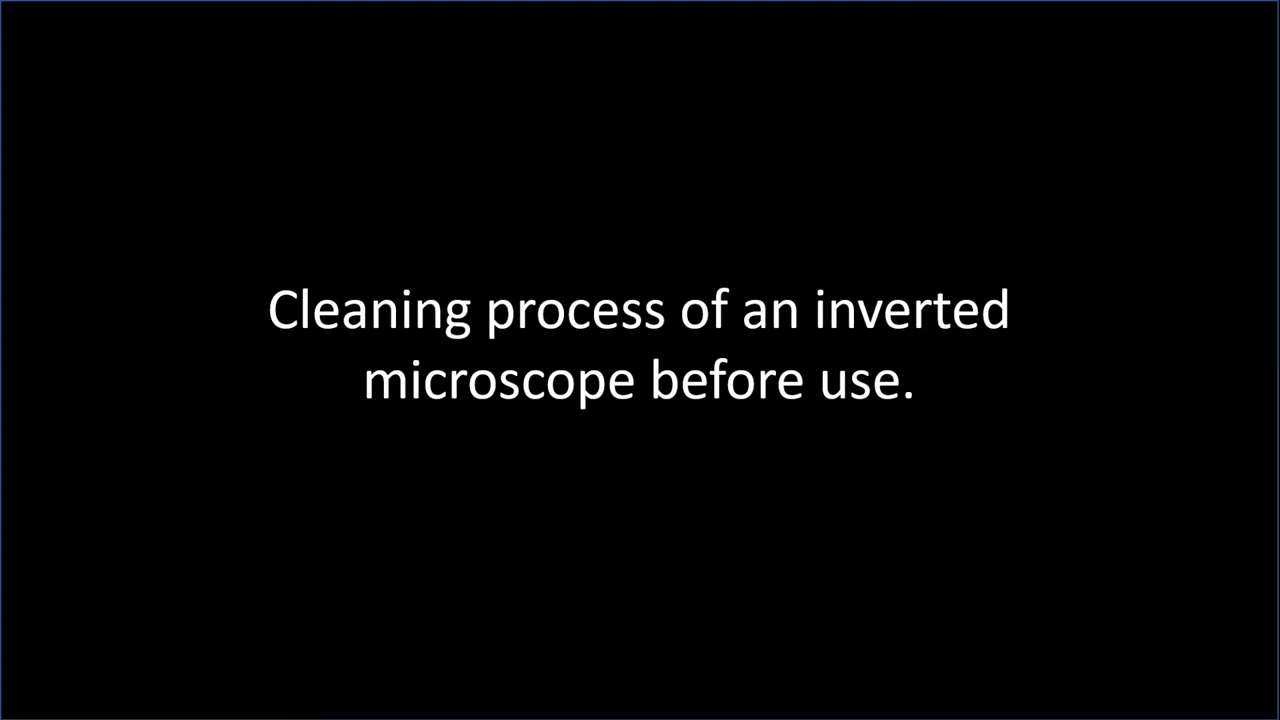 Cleaning process of an inverted
microscope before use.